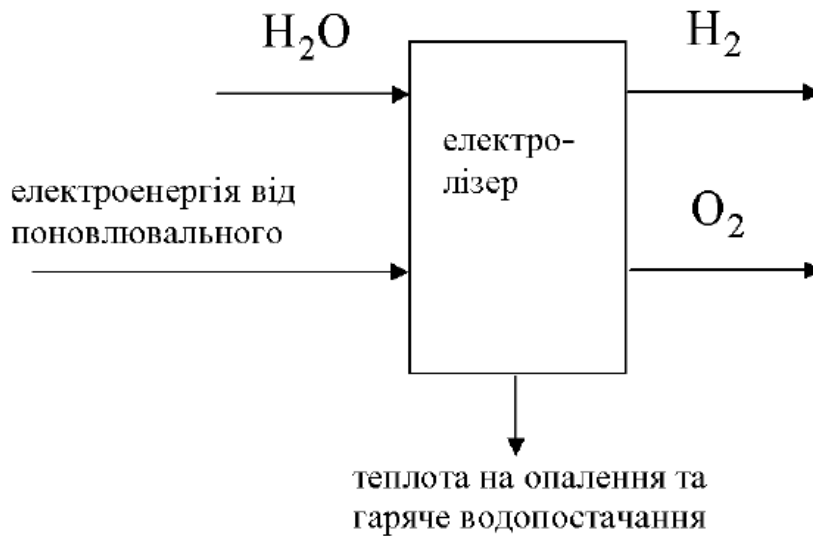 H₂O
H₂
електро-
лізер
електроенергія від
поновлювального
O₂
теплота на опалення та
гаряче водопостачання